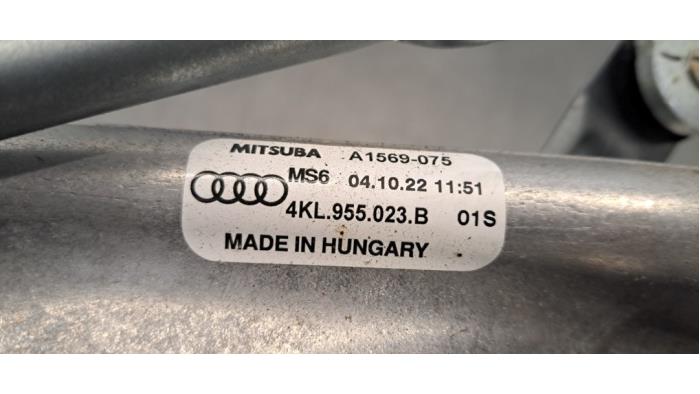 MITSUBA A1569-075
MS6 04.10.22 11:51
4KL.955.023.B 01S
MADE IN HUNGARY